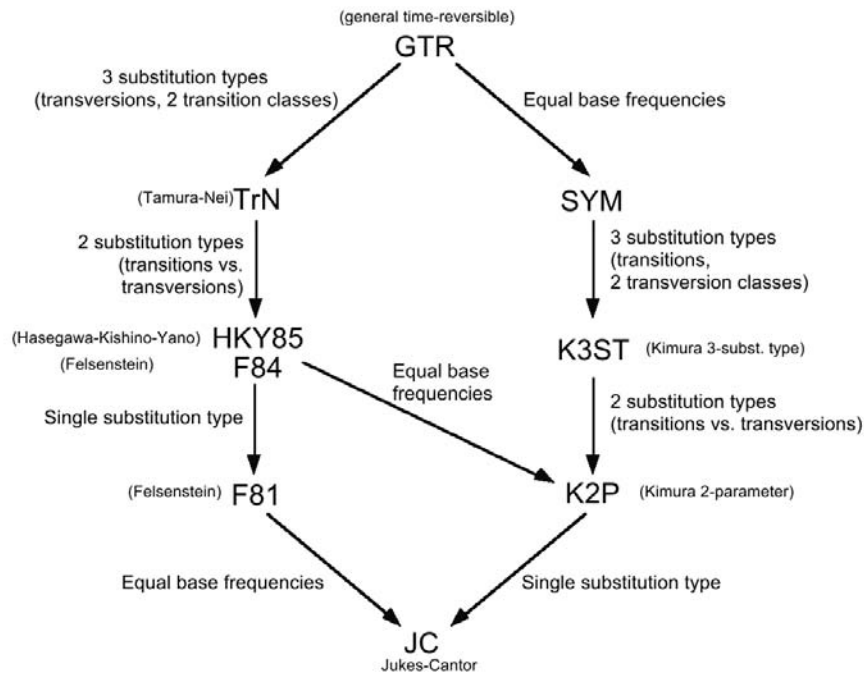 (general time-reversible)
GTR
3 substitution types
(transversions, 2 transition classes)
Equal base frequencies
(Tamura-Nei) TrN
SYM
2 substitution types
(transitions vs.
transversions)
3 substitution types
(transitions,
2 transversion classes)
(Hasegawa-Kishino-Yano) HKY85
(Felsenstein) F84
K3ST (Kimura 3-subst. type)
Equal base
frequencies
Single substitution type
2 substitution types
(transitions vs. transversions)
(Felsenstein) F81
K2P (Kimura 2-parameter)
Equal base frequencies
Single substitution type
JC
Jukes-Cantor